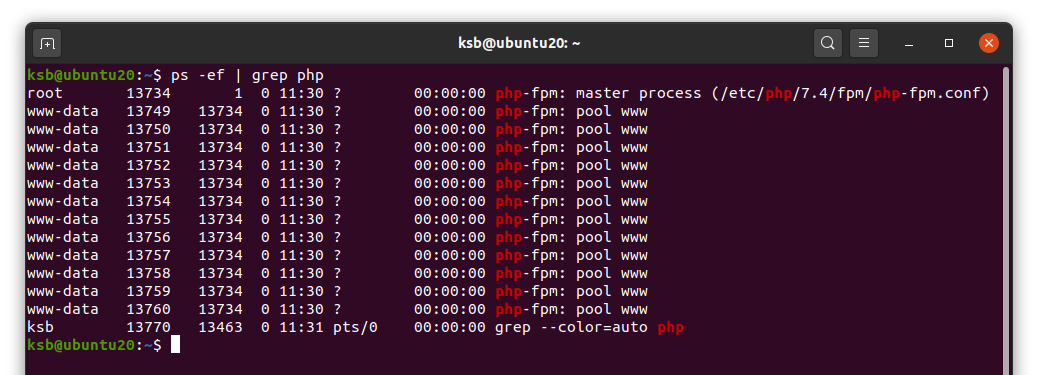 ksb@ubuntu20: ~
ksb@ubuntu20:~$ ps -ef | grep php
root       13734       1  0 11:30 ?        00:00:00 php-fpm: master process (/etc/php/7.4/fpm/php-fpm.conf)
www-data   13749   13734  0 11:30 ?        00:00:00 php-fpm: pool www
www-data   13750   13734  0 11:30 ?        00:00:00 php-fpm: pool www
www-data   13751   13734  0 11:30 ?        00:00:00 php-fpm: pool www
www-data   13752   13734  0 11:30 ?        00:00:00 php-fpm: pool www
www-data   13753   13734  0 11:30 ?        00:00:00 php-fpm: pool www
www-data   13754   13734  0 11:30 ?        00:00:00 php-fpm: pool www
www-data   13755   13734  0 11:30 ?        00:00:00 php-fpm: pool www
www-data   13756   13734  0 11:30 ?        00:00:00 php-fpm: pool www
www-data   13757   13734  0 11:30 ?        00:00:00 php-fpm: pool www
www-data   13758   13734  0 11:30 ?        00:00:00 php-fpm: pool www
www-data   13759   13734  0 11:30 ?        00:00:00 php-fpm: pool www
www-data   13760   13734  0 11:30 ?        00:00:00 php-fpm: pool www
ksb        13770   13463  0 11:31 pts/0    00:00:00 grep --color=auto php
ksb@ubuntu20:~$